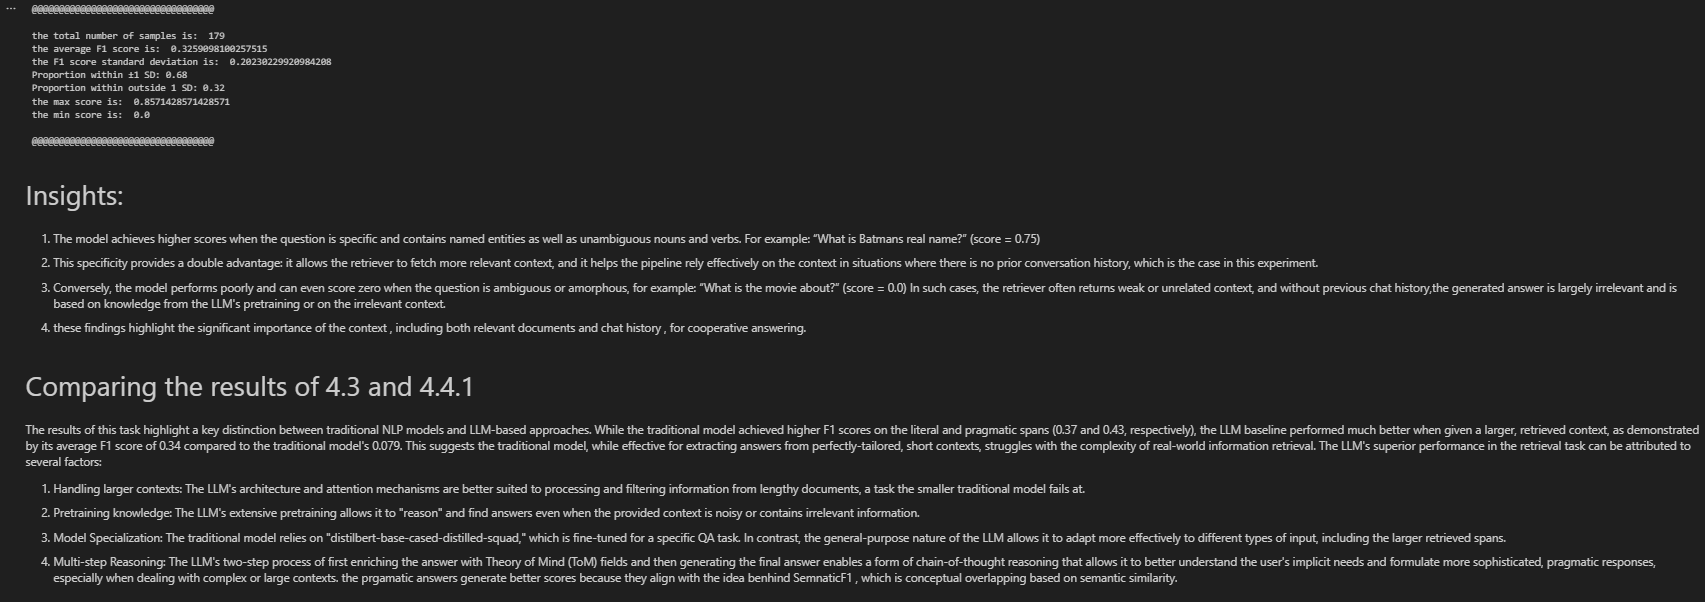 ...
@@@@@@@@@@@@@@@@@@@@@@@@@@@@@@@@@@
the total number of samples is:  179
the average F1 score is:  0.3259098100257515
the F1 score standard deviation is:  0.20230229920984208
Proportion within ±1 SD: 0.68
Proportion within outside 1 SD: 0.32
the max score is:  0.8571428571428571
the min score is:  0.0
@@@@@@@@@@@@@@@@@@@@@@@@@@@@@@@@@@
Insights:
1. The model achieves higher scores when the question is specific and contains named entities as well as unambiguous nouns and verbs. For example: “What is Batmans real name?” (score = 0.75)
2. This specificity provides a double advantage: it allows the retriever to fetch more relevant context, and it helps the pipeline rely effectively on the context in situations where there is no prior conversation history, which is the case in this experiment.
3. Conversely, the model performs poorly and can even score zero when the question is ambiguous or amorphous, for example: “What is the movie about?” (score = 0.0) In such cases, the retriever often returns weak or unrelated context, and without previous chat history,the generated answer is largely irrelevant and is
based on knowledge from the LLM's pretraining or on the irrelevant context.
4. these findings highlight the significant importance of the context , including both relevant documents and chat history , for cooperative answering.
Comparing the results of 4.3 and 4.4.1
The results of this task highlight a key distinction between traditional NLP models and LLM-based approaches. While the traditional model achieved higher F1 scores on the literal and pragmatic spans (0.37 and 0.43, respectively), the LLM baseline performed much better when given a larger, retrieved context, as demonstrated
by its average F1 score of 0.34 compared to the traditional model's 0.079. This suggests the traditional model, while effective for extracting answers from perfectly-tailored, short contexts, struggles with the complexity of real-world information retrieval. The LLM's superior performance in the retrieval task can be attributed to
several factors:
1. Handling larger contexts: The LLM's architecture and attention mechanisms are better suited to processing and filtering information from lengthy documents, a task the smaller traditional model fails at.
2. Pretraining knowledge: The LLM's extensive pretraining allows it to "reason" and find answers even when the provided context is noisy or contains irrelevant information.
3. Model Specialization: The traditional model relies on "distilbert-base-cased-distilled-squad," which is fine-tuned for a specific QA task. In contrast, the general-purpose nature of the LLM allows it to adapt more effectively to different types of input, including the larger retrieved spans.
4. Multi-step Reasoning: The LLM's two-step process of first enriching the answer with Theory of Mind (ToM) fields and then generating the final answer enables a form of chain-of-thought reasoning that allows it to better understand the user's implicit needs and formulate more sophisticated, pragmatic responses,
especially when dealing with complex or large contexts. the prgamatic answers generate better scores because they align with the idea benhind SemnaticF1 , which is conceptual overlapping based on semantic similarity.